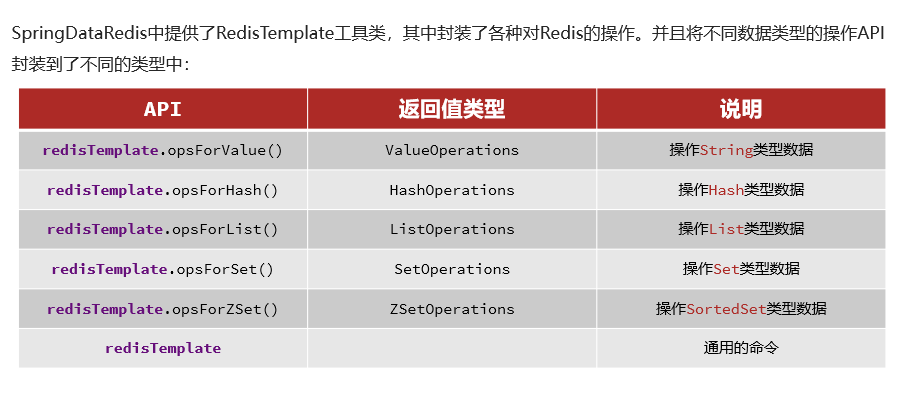 SpringDataRedis中提供了RedisTemplate工具类，其中封装了各种对Redis的操作。并且将不同数据类型的操作API
封装到了不同的类型中：
API 返回值类型 说明
redisTemplate.opsForValue() ValueOperations 操作String类型数据
redisTemplate.opsForHash() HashOperations 操作Hash类型数据
redisTemplate.opsForList() ListOperations 操作List类型数据
redisTemplate.opsForSet() SetOperations 操作Set类型数据
redisTemplate.opsForZSet() ZSetOperations 操作SortedSet类型数据
redisTemplate 通用的命令